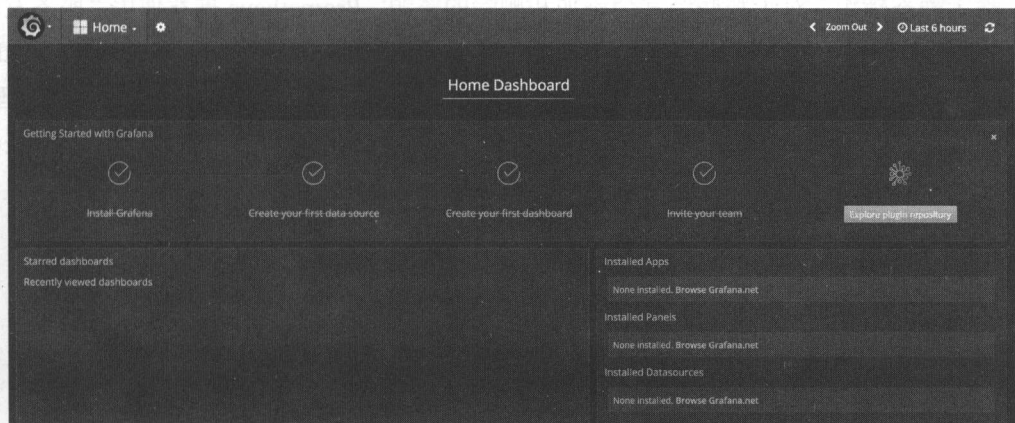 Home
Zoom Out
Last 6 hours
Home Dashboard
Getting Started with Grafana
Install Grafana
Create your first data source
Create your first dashboard
Invite your team
Explore plugin repository
Starred dashboards
Recently viewed dashboards
Installed Apps
None installed. Browse Grafana.net
Installed Panels
None installed. Browse Grafana.net
Installed Datasources
None installed. Browse Grafana.net